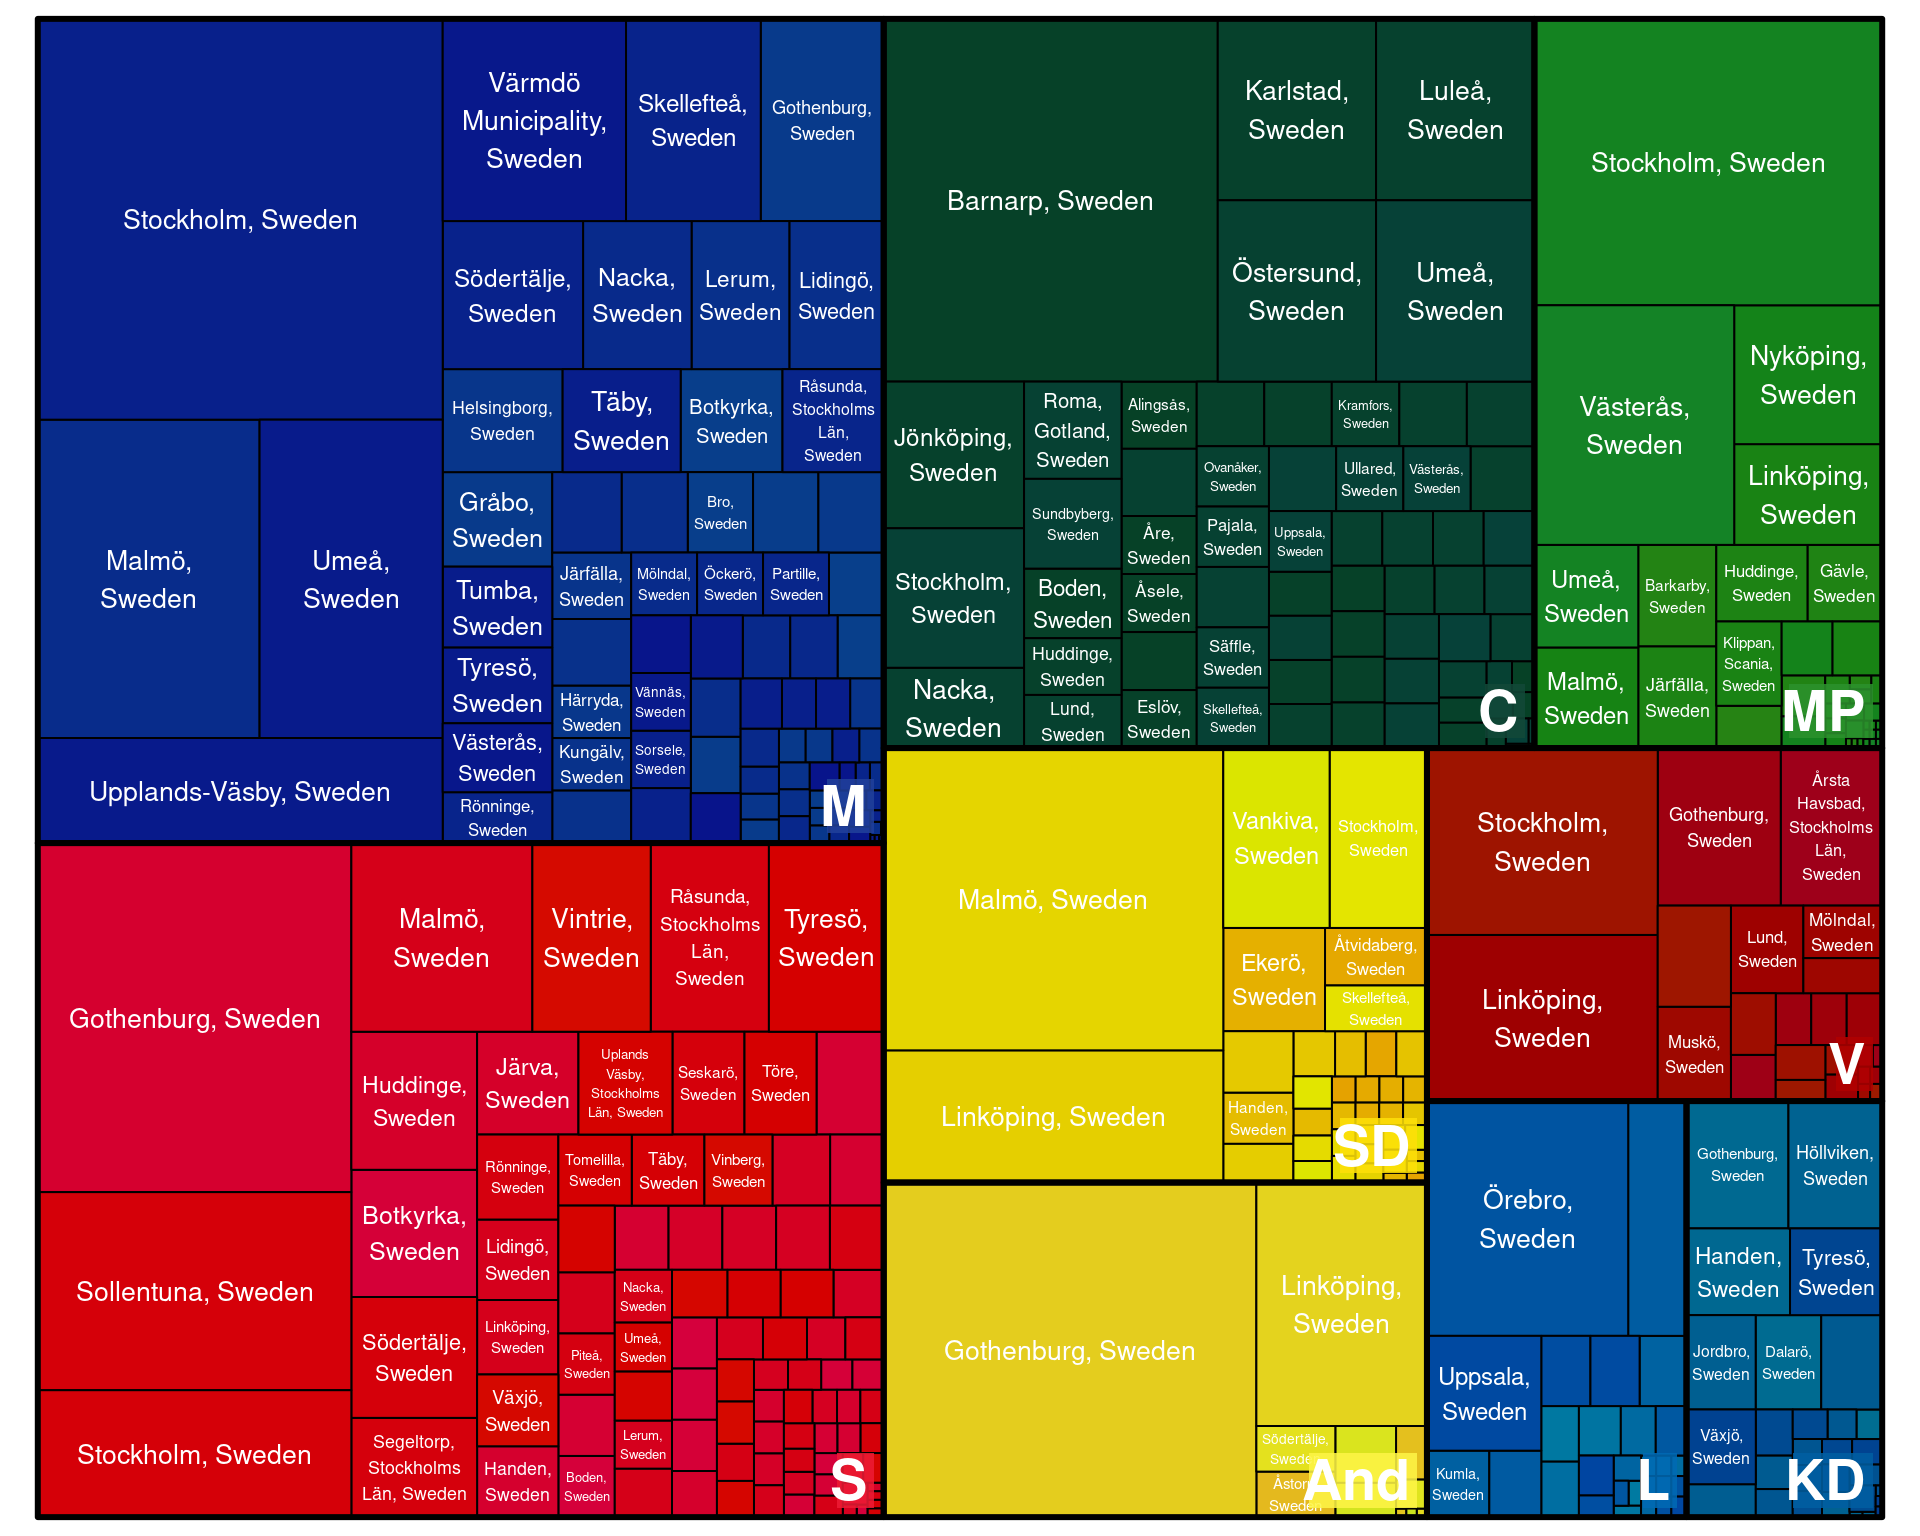 Stockholm, Sweden
Värmdö
Municipality,
Sweden
Skellefteå,
Sweden
Gothenburg,
Sweden
Södertälje,
Sweden
Nacka,
Sweden
Lerum,
Sweden
Lidingö,
Sweden
Helsingborg,
Sweden
Täby,
Sweden
Botkyrka,
Sweden
Råsunda,
Stockholms
Län,
Sweden
Malmö,
Sweden
Umeå,
Sweden
Upplands-Väsby, Sweden
Gråbo,
Sweden
Bro,
Sweden
Tumba,
Sweden
Järfälla,
Sweden
Mölndal,
Sweden
Öckerö,
Sweden
Partille,
Sweden
Tyresö,
Sweden
Härryda,
Sweden
Vännäs,
Sweden
Västerås,
Sweden
Kungälv,
Sweden
Sorsele,
Sweden
Rönninge,
Sweden
M
Barnarp, Sweden
Karlstad,
Sweden
Luleå,
Sweden
Östersund,
Sweden
Umeå,
Sweden
Jönköping,
Sweden
Stockholm,
Sweden
Nacka,
Sweden
Roma,
Gotland,
Sweden
Sundbyberg,
Sweden
Boden,
Sweden
Huddinge,
Sweden
Lund,
Sweden
Alingsås,
Sweden
Åre,
Sweden
Åsele,
Sweden
Eslöv,
Sweden
Kramfors,
Sweden
Ovanåker,
Sweden
Ullared,
Sweden
Västerås,
Sweden
Pajala,
Sweden
Uppsala,
Sweden
Säffle,
Sweden
Skellefteå,
Sweden
C
Stockholm, Sweden
Västerås,
Sweden
Nyköping,
Sweden
Linköping,
Sweden
Umeå,
Sweden
Barkarby,
Sweden
Huddinge,
Sweden
Gävle,
Sweden
Malmö,
Sweden
Järfälla,
Sweden
Klippan,
Scania,
Sweden
MP
Gothenburg, Sweden
Sollentuna, Sweden
Stockholm, Sweden
Malmö,
Sweden
Vintrie,
Sweden
Råsunda,
Stockholms
Län,
Sweden
Tyresö,
Sweden
Huddinge,
Sweden
Botkyrka,
Sweden
Södertälje,
Sweden
Segeltorp,
Stockholms
Län, Sweden
Järva,
Sweden
Uplands
Väsby,
Stockholms
Län, Sweden
Seskarö,
Sweden
Töre,
Sweden
Rönninge,
Sweden
Tomelilla,
Sweden
Täby,
Sweden
Vinberg,
Sweden
Lidingö,
Sweden
Nacka,
Sweden
Linköping,
Sweden
Piteå,
Sweden
Umeå,
Sweden
Växjö,
Sweden
Lerum,
Sweden
Handen,
Sweden
Boden,
Sweden
S
Malmö, Sweden
Linköping, Sweden
Vankiva,
Sweden
Stockholm,
Sweden
Ekerö,
Sweden
Åtvidaberg,
Sweden
Skellefteå,
Sweden
Handen,
Sweden
SD
Gothenburg, Sweden
Linköping,
Sweden
Södertälje,
Sweden
Åstorp,
Sweden
And
Stockholm,
Sweden
Linköping,
Sweden
Gothenburg,
Sweden
Årsta
Havsbad,
Stockholms
Län,
Sweden
Lund,
Sweden
Mölndal,
Sweden
Muskö,
Sweden
V
Örebro,
Sweden
Uppsala,
Sweden
Kumla,
Sweden
L
Gothenburg,
Sweden
Höllviken,
Sweden
Handen,
Sweden
Tyresö,
Sweden
Jordbro,
Sweden
Dalarö,
Sweden
Växjö,
Sweden
KD